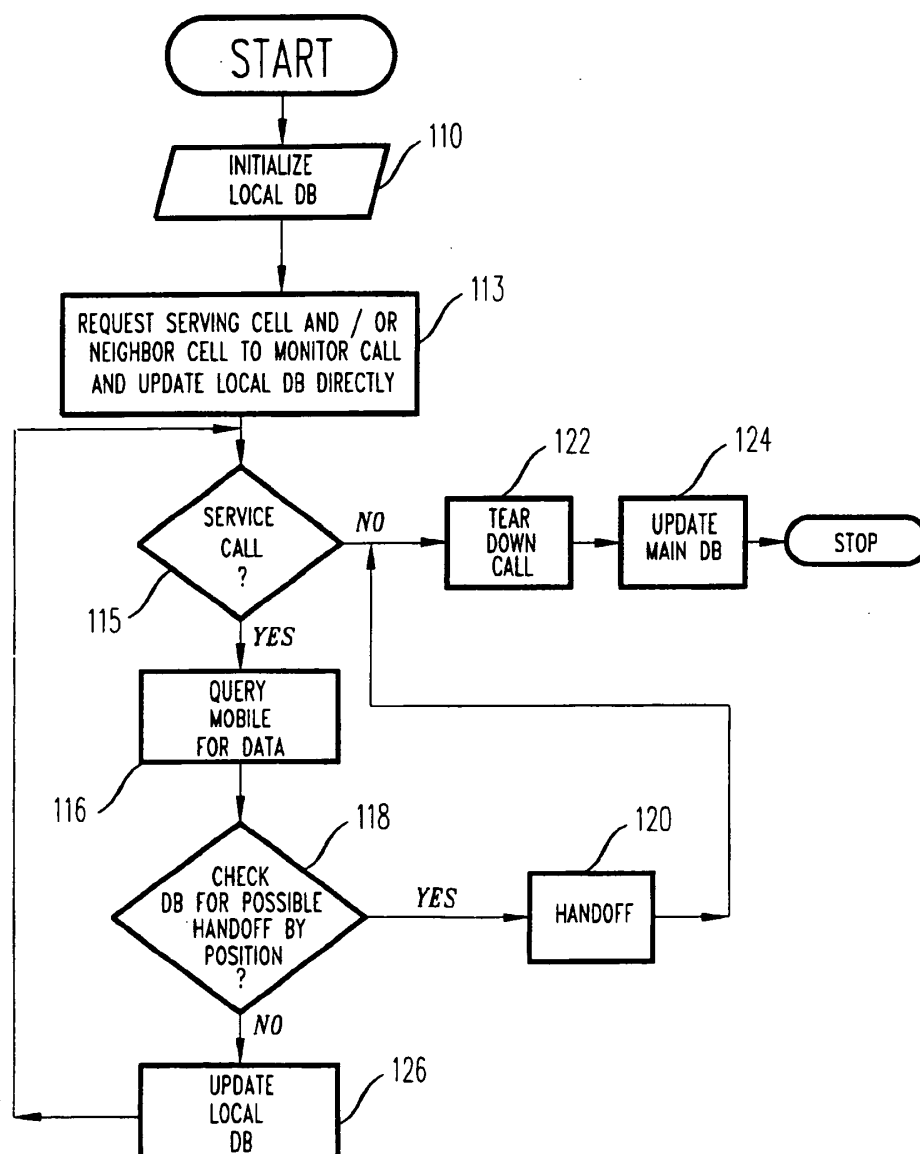 START
110
INITIALIZE
LOCAL DB
113
REQUEST SERVING CELL AND / OR
NEIGHBOR CELL TO MONITOR CALL
AND UPDATE LOCAL DB DIRECTLY
115
SERVICE
CALL
?
NO
YES
122
TEAR
DOWN
CALL
124
UPDATE
MAIN DB
STOP
116
QUERY
MOBILE
FOR DATA
118
CHECK
DB FOR POSSIBLE
HANDOFF BY
POSITION
?
YES
NO
120
HANDOFF
126
UPDATE
LOCAL
DB